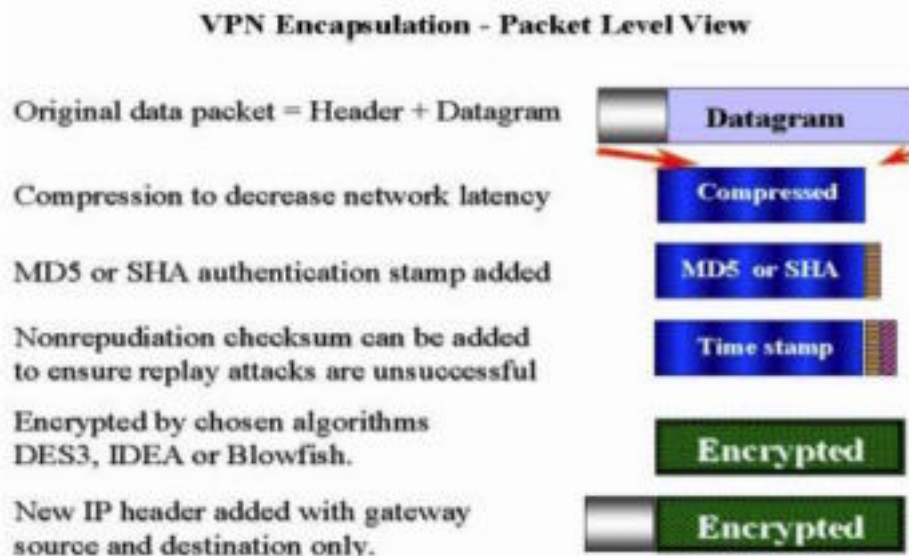 VPN Encapsulation - Packet Level View
Original data packet = Header + Datagram
Datagram
Compression to decrease network latency
Compressed
MD5 or SHA authentication stamp added
MD5 or SHA
Nonrepudiation checksum can be added
to ensure replay attacks are unsuccessful
Time stamp
Encrypted by chosen algorithms
DES3, IDEA or Blowfish.
Encrypted
New IP header added with gateway
source and destination only.
Encrypted